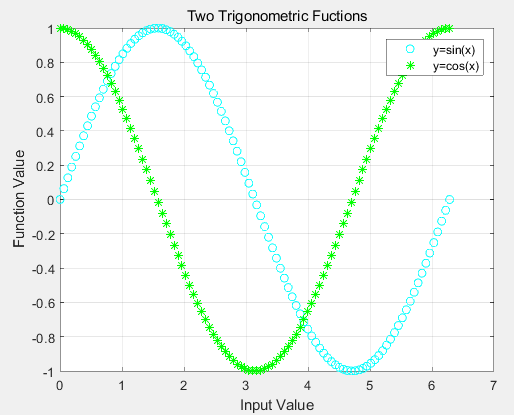 Two Trigonometric Fuctions
y=sin(x)
y=cos(x)
Function Value
1
0.8
0.6
0.4
0.2
0
-0.2
-0.4
-0.6
-0.8
-1
0 1 2 3 4 5 6 7
Input Value